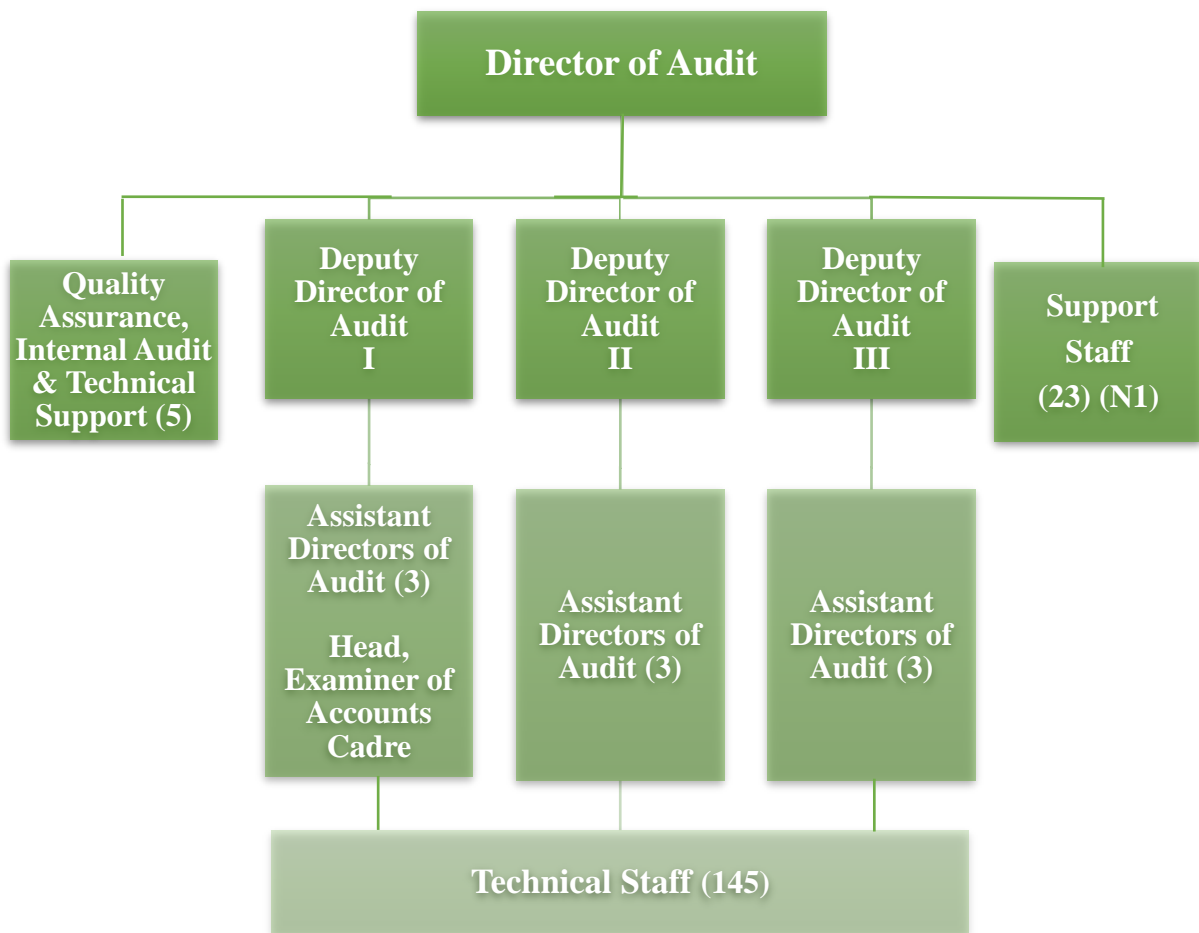 Director of Audit
Quality
Assurance,
Internal Audit
& Technical
Support (5)
Deputy
Director of
Audit
I
Deputy
Director of
Audit
II
Deputy
Director of
Audit
III
Support
Staff
(23) (N1)
Assistant
Directors of
Audit (3)
Head,
Examiner of
Accounts
Cadre
Assistant
Directors of
Audit (3)
Assistant
Directors of
Audit (3)
Technical Staff (145)